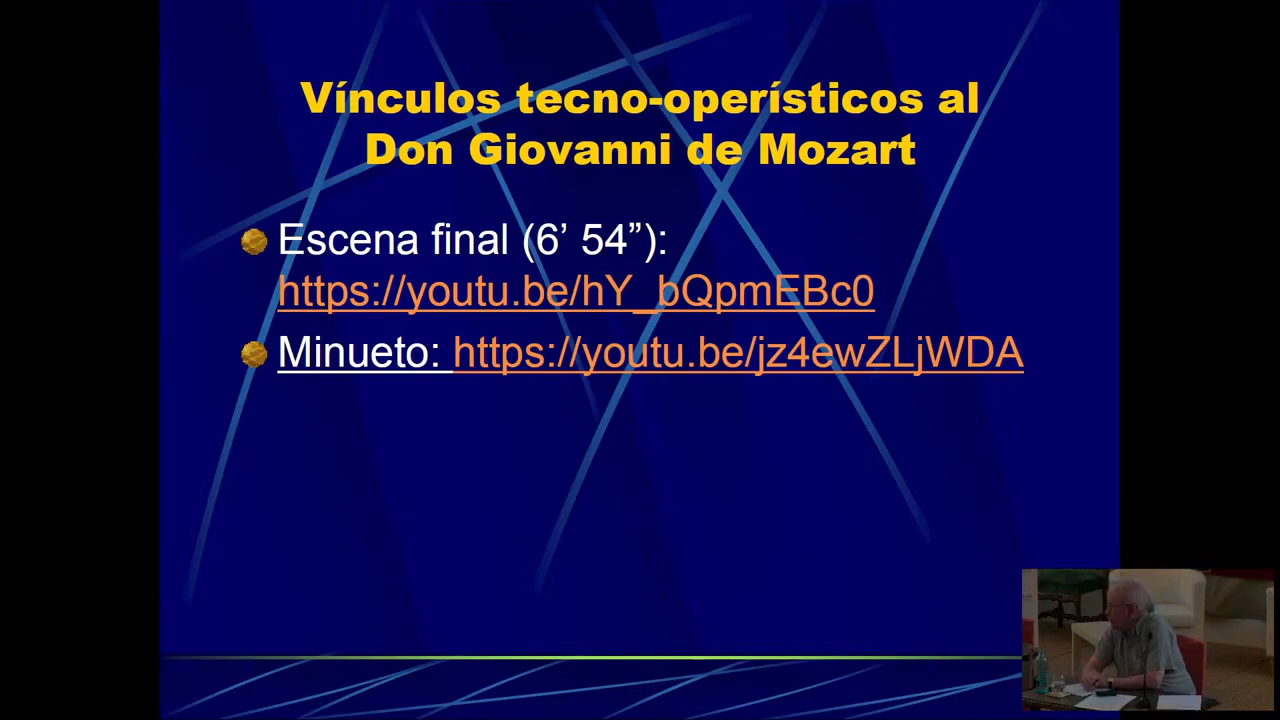 Vínculos tecno-operísticos al
Don Giovanni de Mozart
Escena final (6’ 54”):
https://youtu.be/hY_bQpmEBc0
Minueto: https://youtu.be/jz4ewZLjWDA